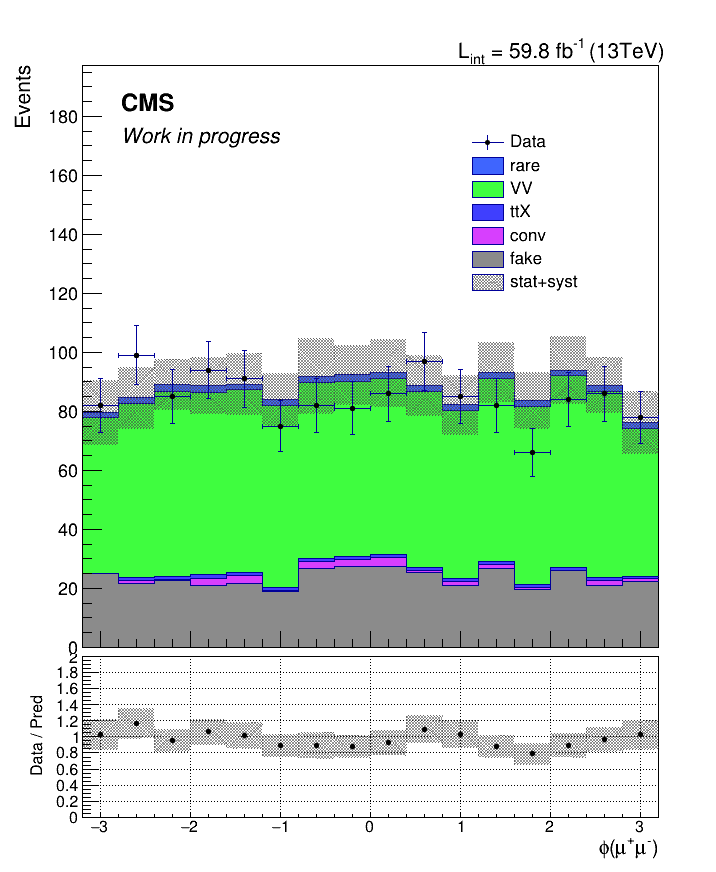 L_int = 59.8 fb⁻¹ (13TeV)
Events
CMS
Work in progress
Data
rare
VV
ttX
conv
fake
stat+syst
180
160
140
120
100
80
60
40
20
0
Data / Pred
2
1.8
1.6
1.4
1.2
1
0.8
0.6
0.4
0.2
0
−3 −2 −1 0 1 2 3
ϕ(μ⁺μ⁻)